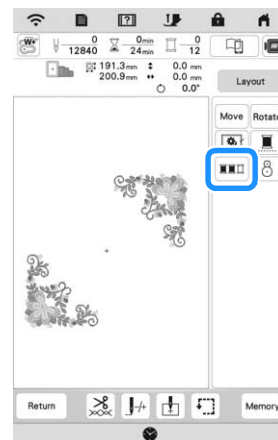 [?]
W+ 0 0min 0
12840 24min 12
191.3mm 0.0 mm
200.9mm 0.0 mm
0.0°
Layout
Move Rotate
Return Memory